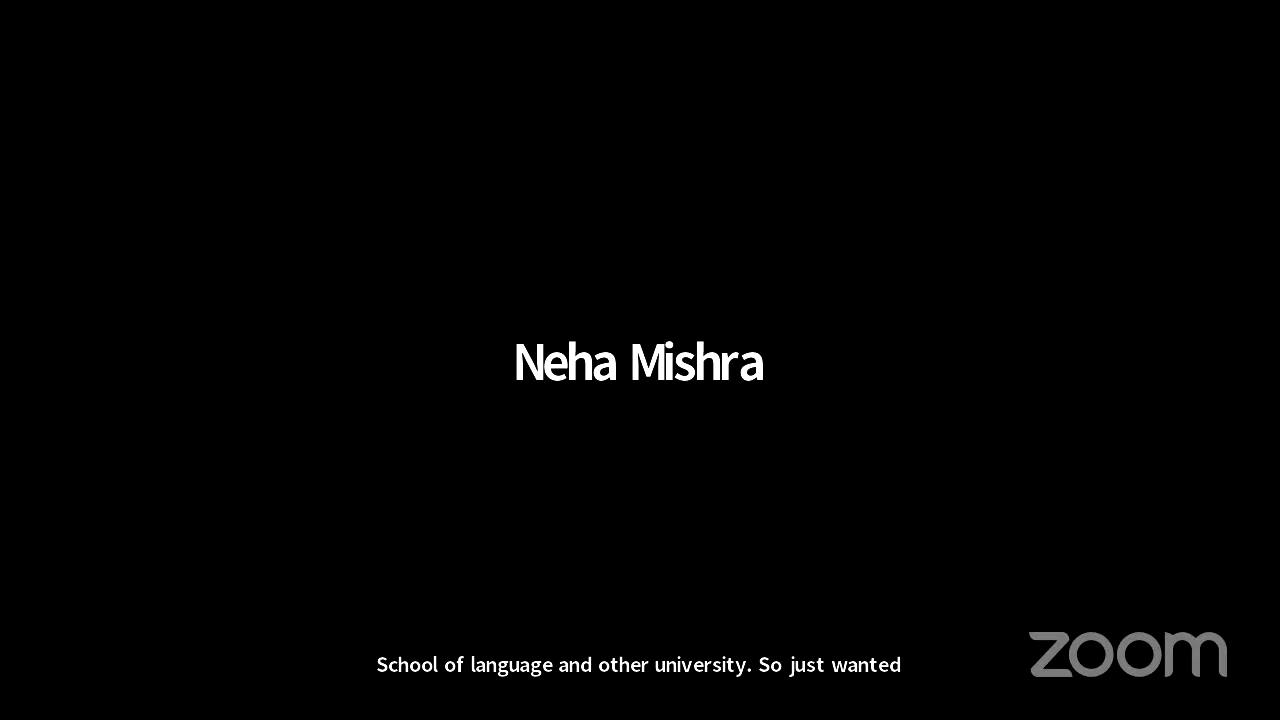 Neha Mishra
School of language and other university. So just wanted
zoom